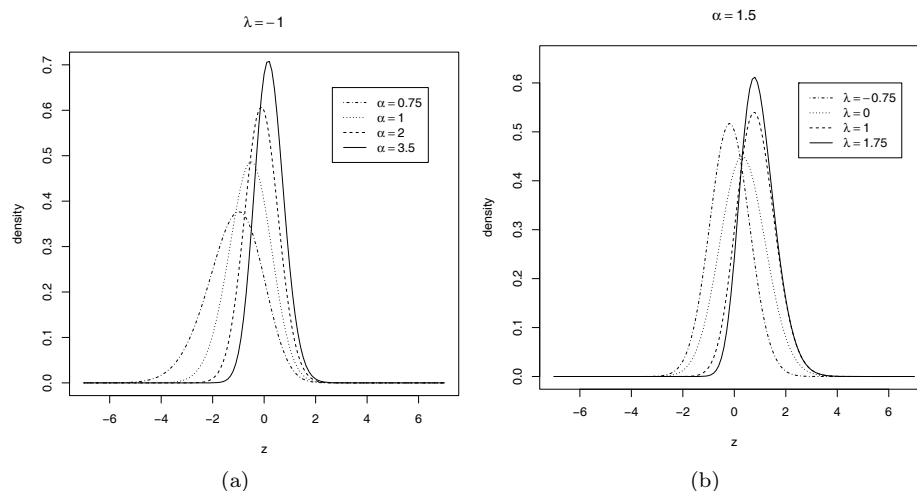 λ = −1
0.7
0.6
0.5
0.4
0.3
0.2
0.1
0.0
density
α = 0.75
α = 1
α = 2
α = 3.5
−6
−4
−2
0
2
4
6
z
(a)
α = 1.5
0.6
0.5
0.4
0.3
0.2
0.1
0.0
density
λ = −0.75
λ = 0
λ = 1
λ = 1.75
−6
−4
−2
0
2
4
6
z
(b)